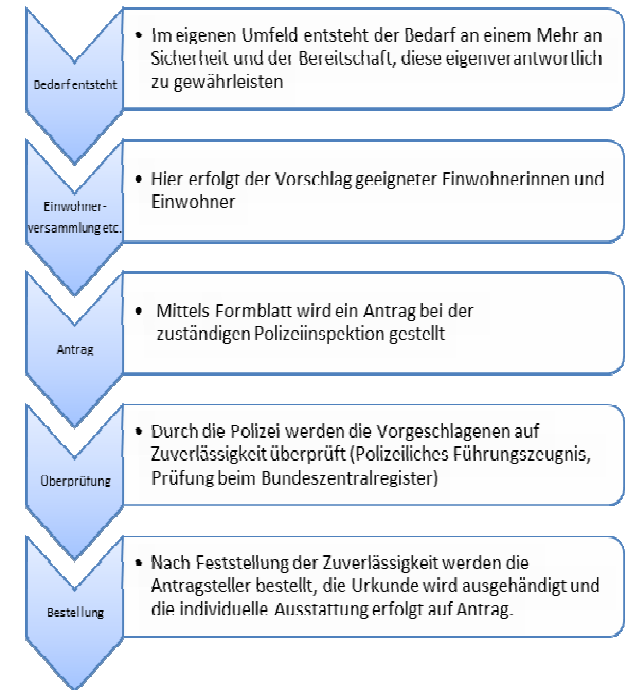 Bedarf entsteht
• Im eigenen Umfeld entsteht der Bedarf an einem Mehr an
Sicherheit und der Bereitschaft, diese eigenverantwortlich
zu gewährleisten
Einwohner-
versammlung etc.
• Hier erfolgt der Vorschlag geeigneter Einwohnerinnen und
Einwohner
Antrag
• Mittels Formblatt wird ein Antrag bei der
zuständigen Polizeiinspektion gestellt
Überprüfung
• Durch die Polizei werden die Vorgeschlagenen auf
Zuverlässigkeit überprüft (Polizeiliches Führungszeugnis,
Prüfung beim Bundeszentralregister)
Bestellung
• Nach Feststellung der Zuverlässigkeit werden die
Antragsteller bestellt, die Urkunde wird ausgehändigt und
die individuelle Ausstattung erfolgt auf Antrag.